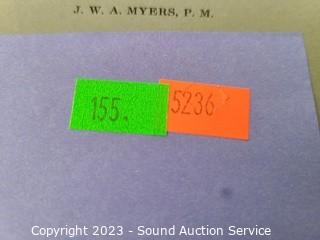 J. W. A. MYERS, P. M.
155. 5236
Copyright 2023 - Sound Auction Service